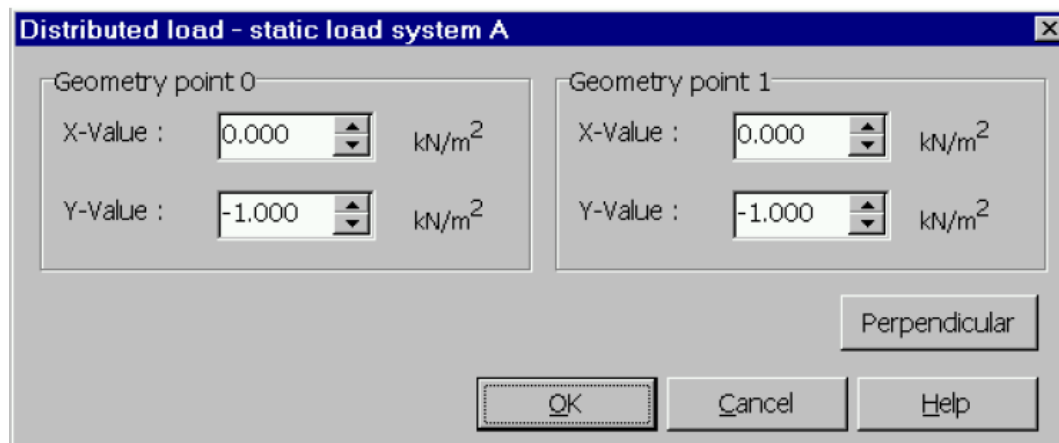 Distributed load - static load system A
Geometry point 0
X-Value : 0.000 kN/m2
Y-Value : -1.000 kN/m2
Geometry point 1
X-Value : 0.000 kN/m2
Y-Value : -1.000 kN/m2
Perpendicular
OK Cancel Help